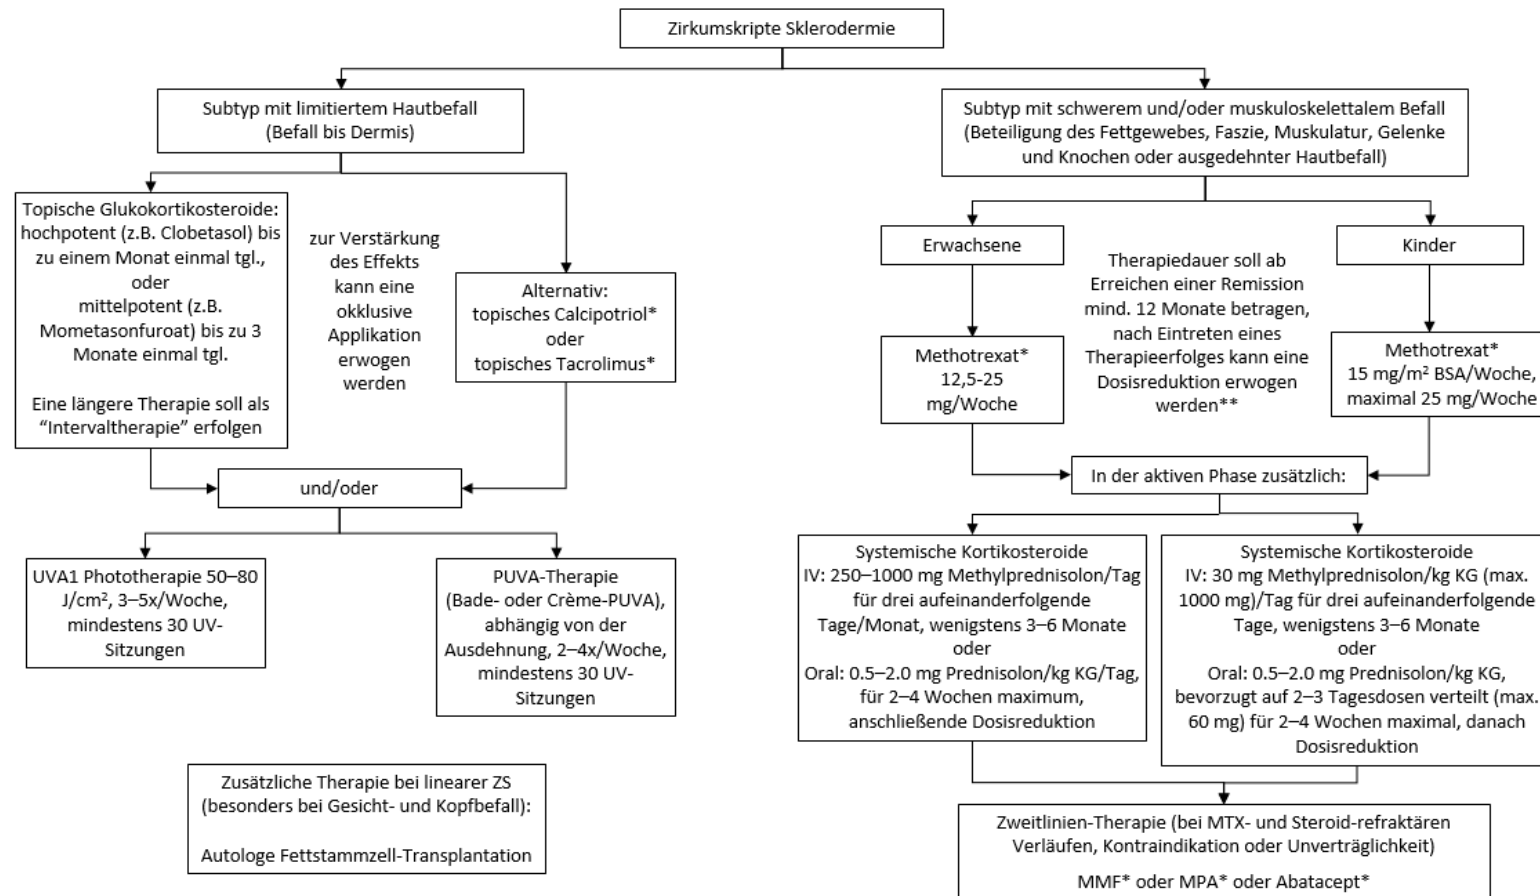 Zirkumskripte Sklerodermie
Subtyp mit limitiertem Hautbefall
(Befall bis Dermis)
Subtyp mit schwerem und/oder muskuloskelettalem Befall
(Beteiligung des Fettgewebes, Faszie, Muskulatur, Gelenke
und Knochen oder ausgedehnter Hautbefall)
Topische Glukokortikosteroide:
hochpotent (z.B. Clobetasol) bis
zu einem Monat einmal tgl.,
oder
mittelpotent (z.B.
Mometasonfuroat) bis zu 3
Monate einmal tgl.
Eine längere Therapie soll als
“Intervaltherapie” erfolgen
zur Verstärkung
des Effekts
kann eine
okklusive
Applikation
erwogen
werden
Alternativ:
topisches Calcipotriol*
oder
topisches Tacrolimus*
und/oder
UVA1 Phototherapie 50–80
J/cm², 3–5x/Woche,
mindestens 30 UV-
Sitzungen
PUVA-Therapie
(Bade- oder Crème-PUVA),
abhängig von der
Ausdehnung, 2–4x/Woche,
mindestens 30 UV-
Sitzungen
Zusätzliche Therapie bei linearer ZS
(besonders bei Gesicht- und Kopfbefall):
Autologe Fettstammzell-Transplantation
Erwachsene
Kinder
Therapiedauer soll ab
Erreichen einer Remission
mind. 12 Monate betragen,
nach Eintreten eines
Therapieerfolges kann eine
Dosisreduktion erwogen
werden**
Methotrexat*
12,5-25
mg/Woche
Methotrexat*
15 mg/m² BSA/Woche,
maximal 25 mg/Woche
In der aktiven Phase zusätzlich:
Systemische Kortikosteroide
IV: 250–1000 mg Methylprednisolon/Tag
für drei aufeinanderfolgende
Tage/Monat, wenigstens 3–6 Monate
oder
Oral: 0.5–2.0 mg Prednisolon/kg KG/Tag,
für 2–4 Wochen maximum,
anschließende Dosisreduktion
Systemische Kortikosteroide
IV: 30 mg Methylprednisolon/kg KG (max.
1000 mg)/Tag für drei aufeinanderfolgende
Tage, wenigstens 3–6 Monate
oder
Oral: 0.5–2.0 mg Prednisolon/kg KG,
bevorzugt auf 2–3 Tagesdosen verteilt (max.
60 mg) für 2–4 Wochen maximal, danach
Dosisreduktion
Zweitlinien-Therapie (bei MTX- und Steroid-refraktären
Verläufen, Kontraindikation oder Unverträglichkeit)
MMF* oder MPA* oder Abatacept*